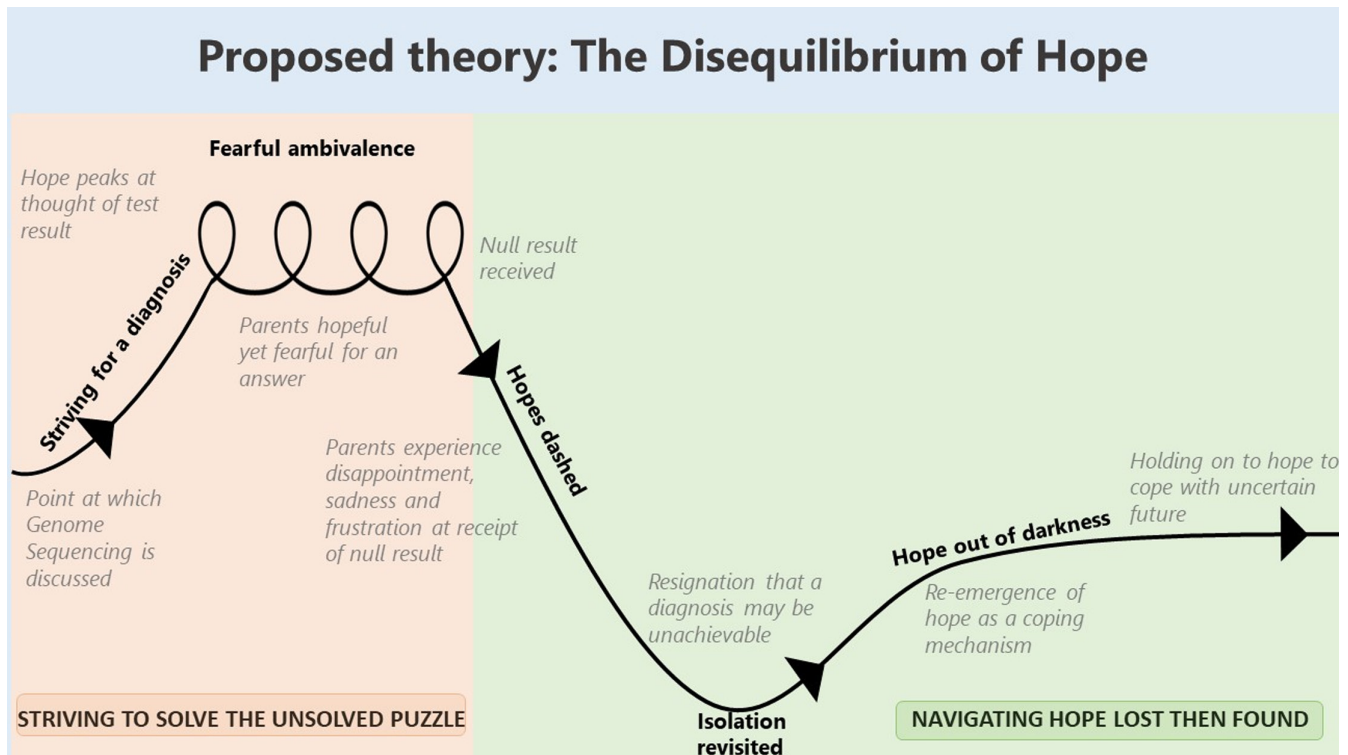 Proposed theory: The Disequilibrium of Hope
Fearful ambivalence
Hope peaks at
thought of test
result
Striving for a diagnosis
Null result
received
Parents hopeful
yet fearful for an
answer
Hopes dashed
Parents experience
disappointment,
sadness and
frustration at receipt
of null result
Point at which
Genome
Sequencing is
discussed
Holding on to hope to
cope with uncertain
future
Hope out of darkness
Resignation that a
diagnosis may be
unachievable
Re-emergence of
hope as a coping
mechanism
STRIVING TO SOLVE THE UNSOLVED PUZZLE
Isolation
revisited
NAVIGATING HOPE LOST THEN FOUND